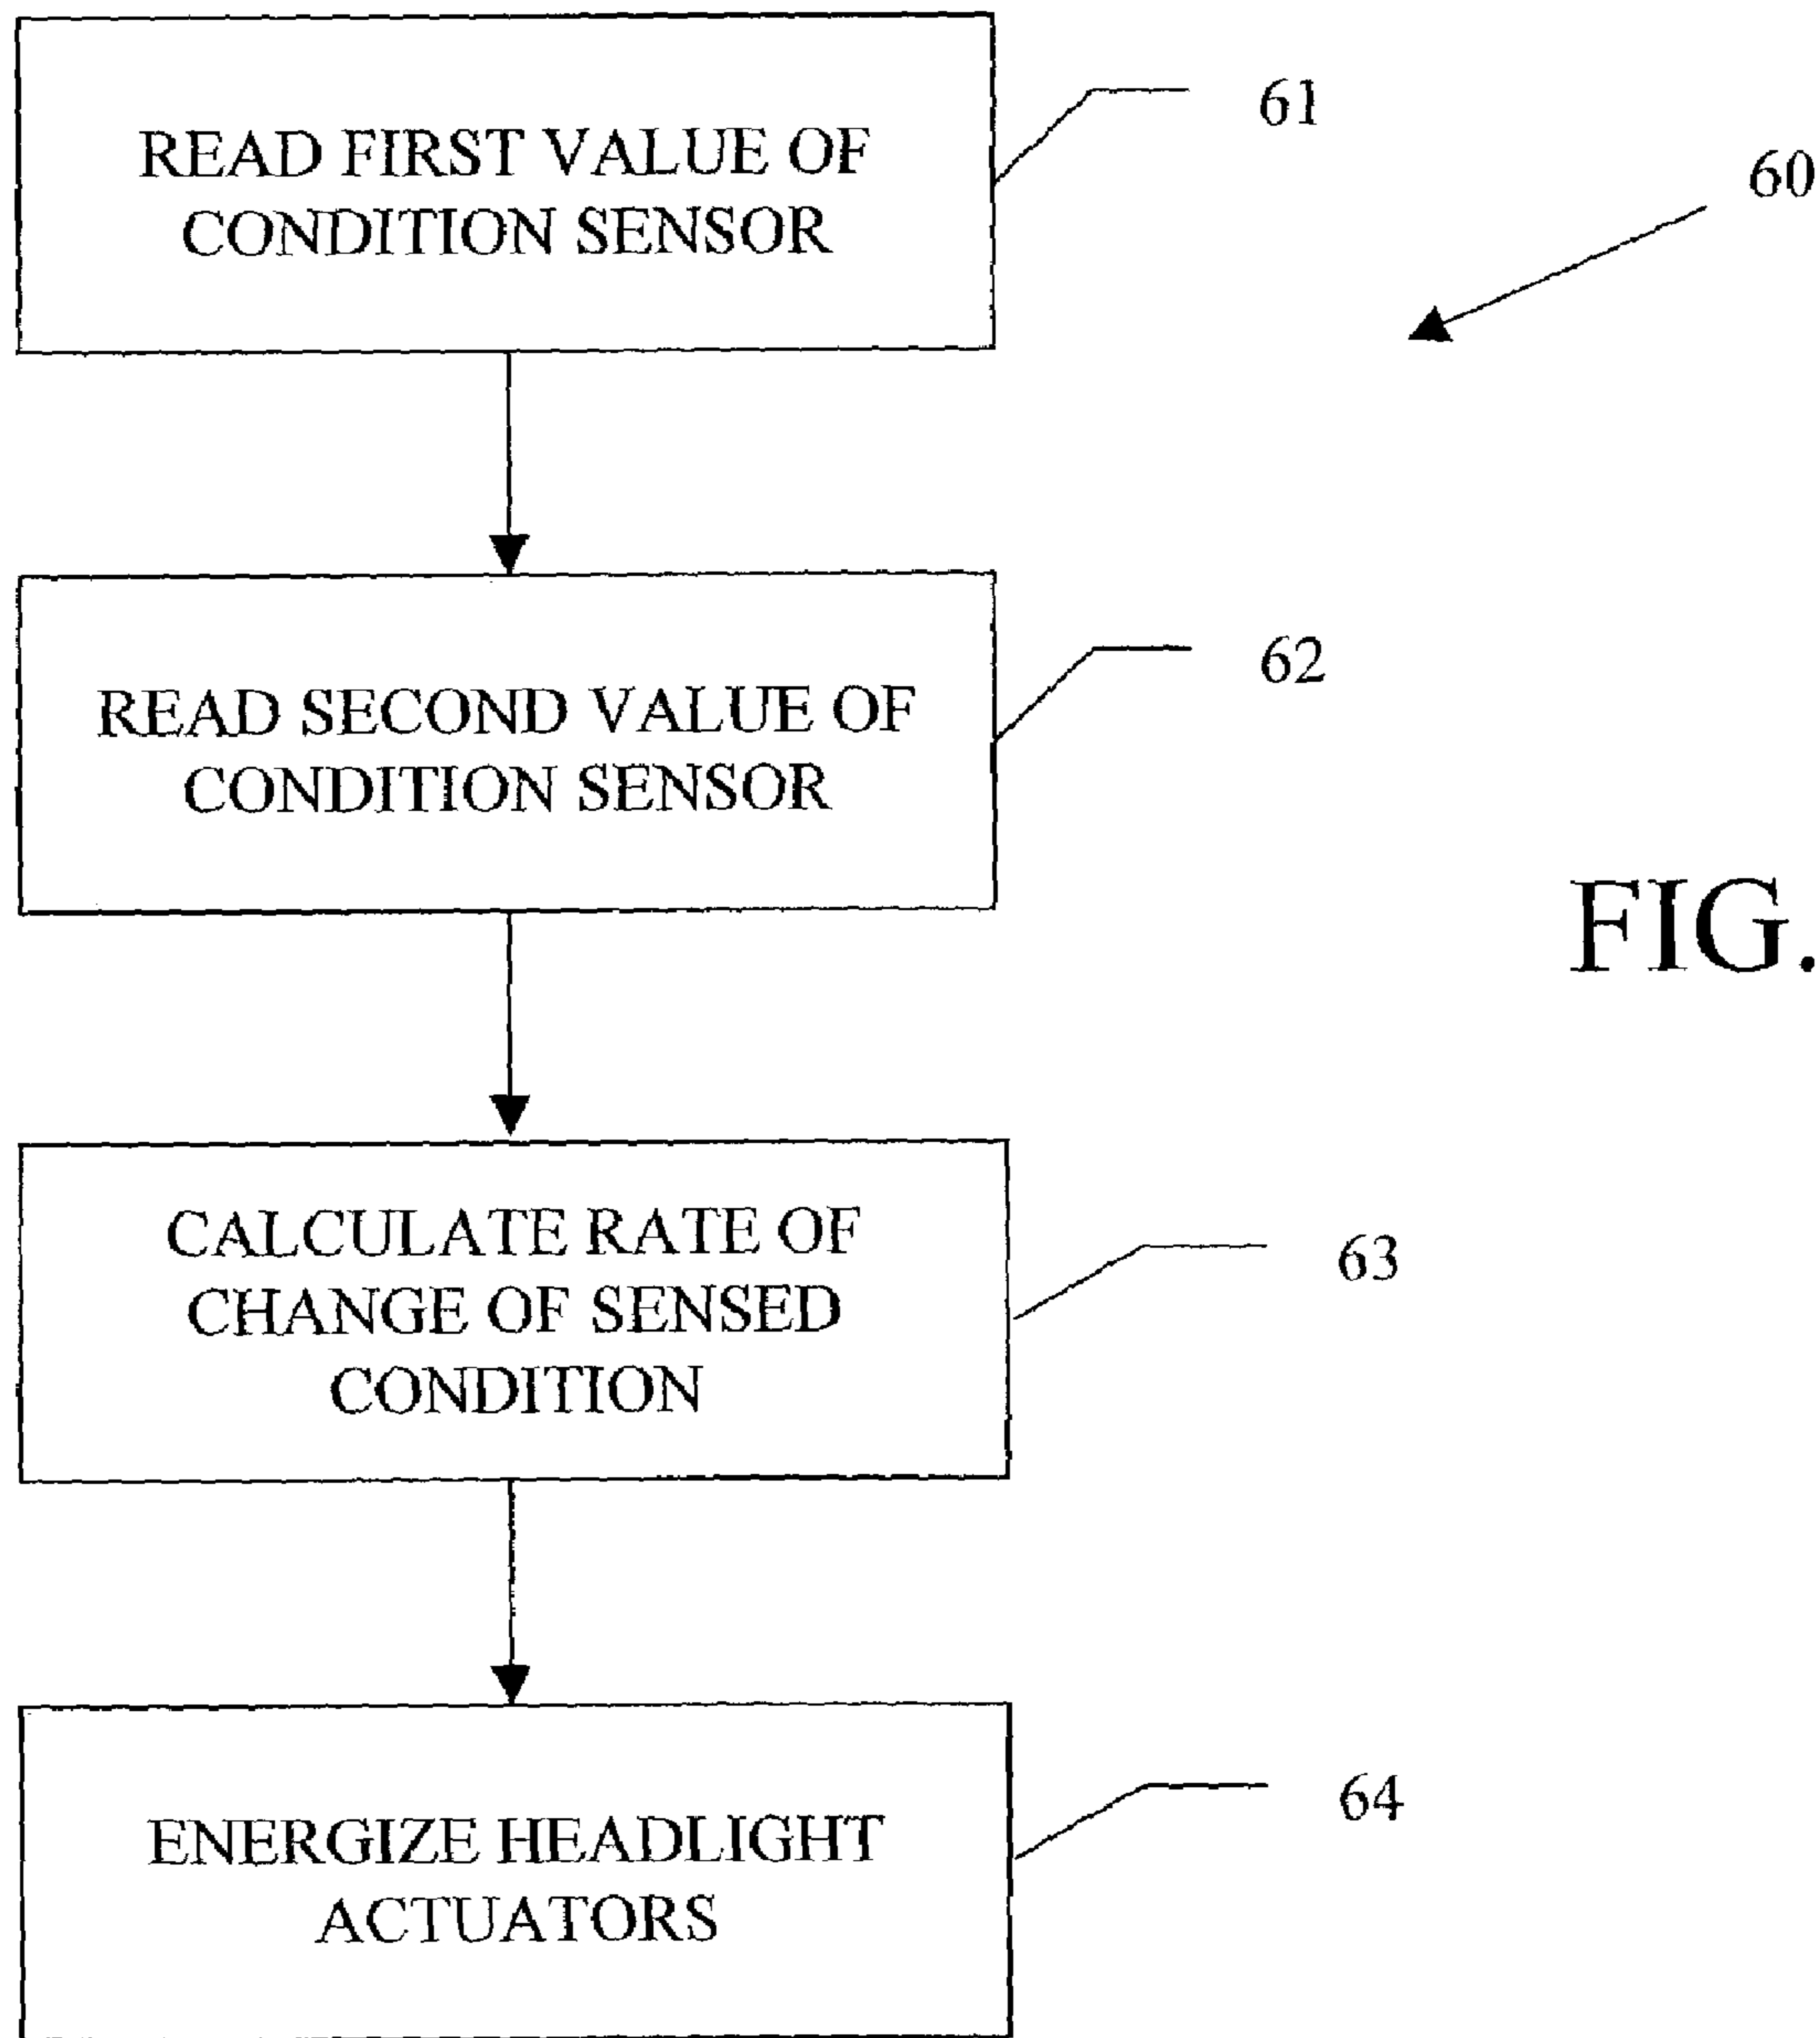 READ FIRST VALUE OF
CONDITION SENSOR
61
60
READ SECOND VALUE OF
CONDITION SENSOR
62
FIG.
CALCULATE RATE OF
CHANGE OF SENSED
CONDITION
63
ENERGIZE HEADLIGHT
ACTUATORS
64